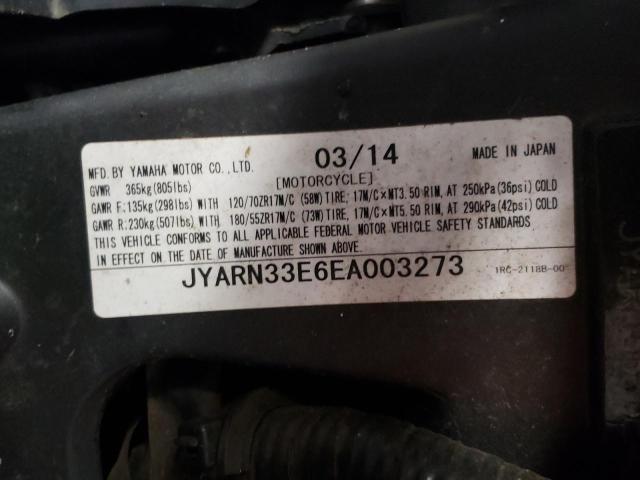 MFD. BY YAMAHA MOTOR CO., LTD. 03/14 MADE IN JAPAN
GVWR 365kg(805lbs) [MOTORCYCLE]
GAWR F:135kg(298lbs) WITH 120/70ZR17M/C (58W) TIRE, 17M/C×MT3.50 RIM, AT 250kPa(36psi) COLD
GAWR R:230kg(507lbs) WITH 180/55ZR17M/C (73W) TIRE, 17M/C×MT5.50 RIM, AT 290kPa(42psi) COLD
THIS VEHICLE CONFORMS TO ALL APPLICABLE FEDERAL MOTOR VEHICLE SAFETY STANDARDS
IN EFFECT ON THE DATE OF MANUFACTURE SHOWN ABOVE.
JYARN33E6EA003273 1RC-2118B-00